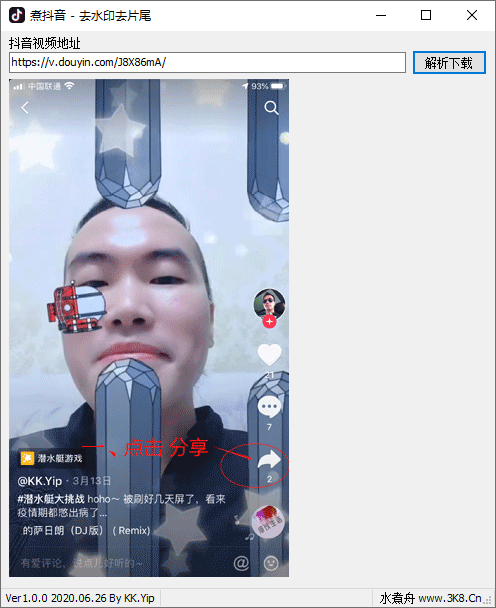 煮抖音 - 去水印去片尾
抖音视频地址
https://v.douyin.com/J8X86mA/
解析下载
中国联通
93%
21
7
一、点击 分享
2
潜水艇游戏
@KK.Yip · 3月13日
#潜水艇大挑战 hoho~ 被刷好几天屏了，看来
疫情期都憋出病了...
的萨日朗（DJ版）（Remix）
有爱评论，说点儿好听的~
Ver1.0.0 2020.06.26 By KK.Yip
水煮舟 www.3K8.Cn